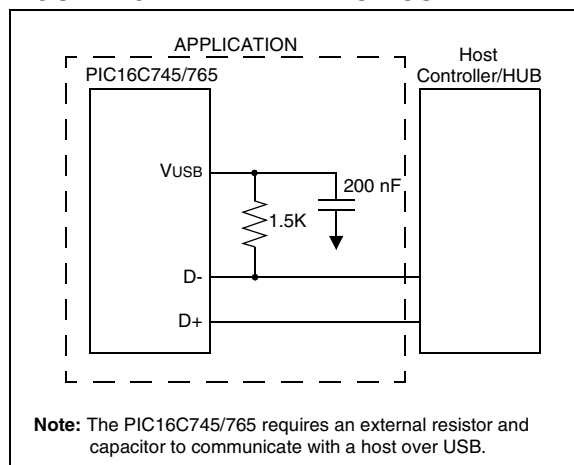 APPLICATION
Host
Controller/HUB
PIC16C745/765
VUSB
200 nF
1.5K
D-
D+
Note: The PIC16C745/765 requires an external resistor and
capacitor to communicate with a host over USB.